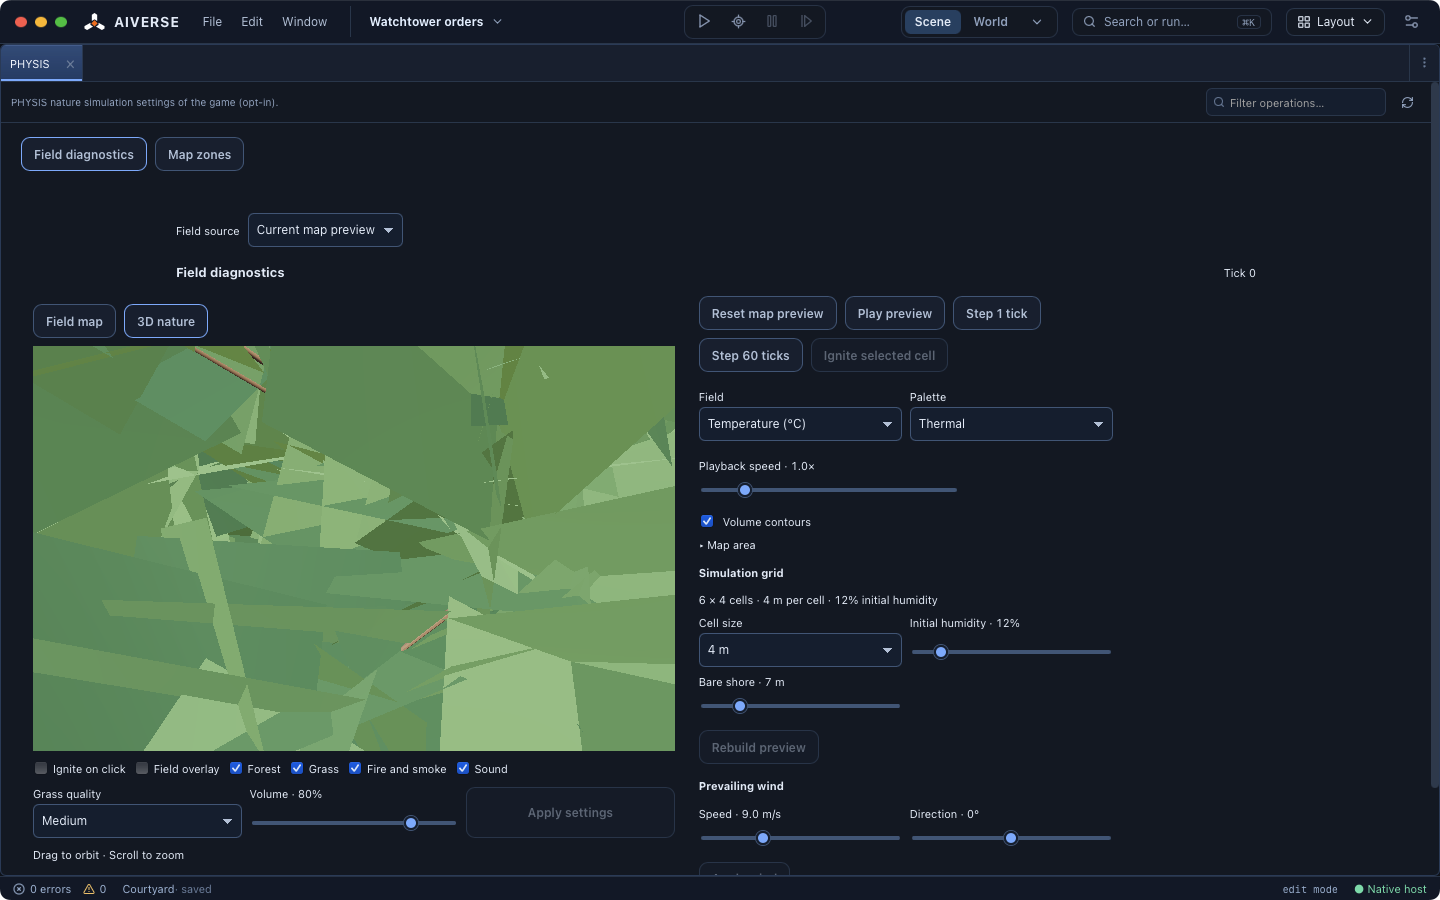 AIVERSE File Edit Window Watchtower orders Scene World Search or run... ⌘K Layout
PHYSIS
PHYSIS nature simulation settings of the game (opt-in). Filter operations...
Field diagnostics Map zones
Field source Current map preview
Field diagnostics Tick 0
Field map 3D nature
Reset map preview Play preview Step 1 tick
Step 60 ticks Ignite selected cell
Field Palette
Temperature (°C) Thermal
Playback speed · 1.0×
Volume contours
Map area
Simulation grid
6 × 4 cells · 4 m per cell · 12% initial humidity
Cell size Initial humidity · 12%
4 m
Bare shore · 7 m
Rebuild preview
Ignite on click Field overlay Forest Grass Fire and smoke Sound
Prevailing wind
Grass quality Volume · 80%
Medium Apply settings
Speed · 9.0 m/s Direction · 0°
Drag to orbit · Scroll to zoom
0 errors 0 Courtyard · saved edit mode Native host